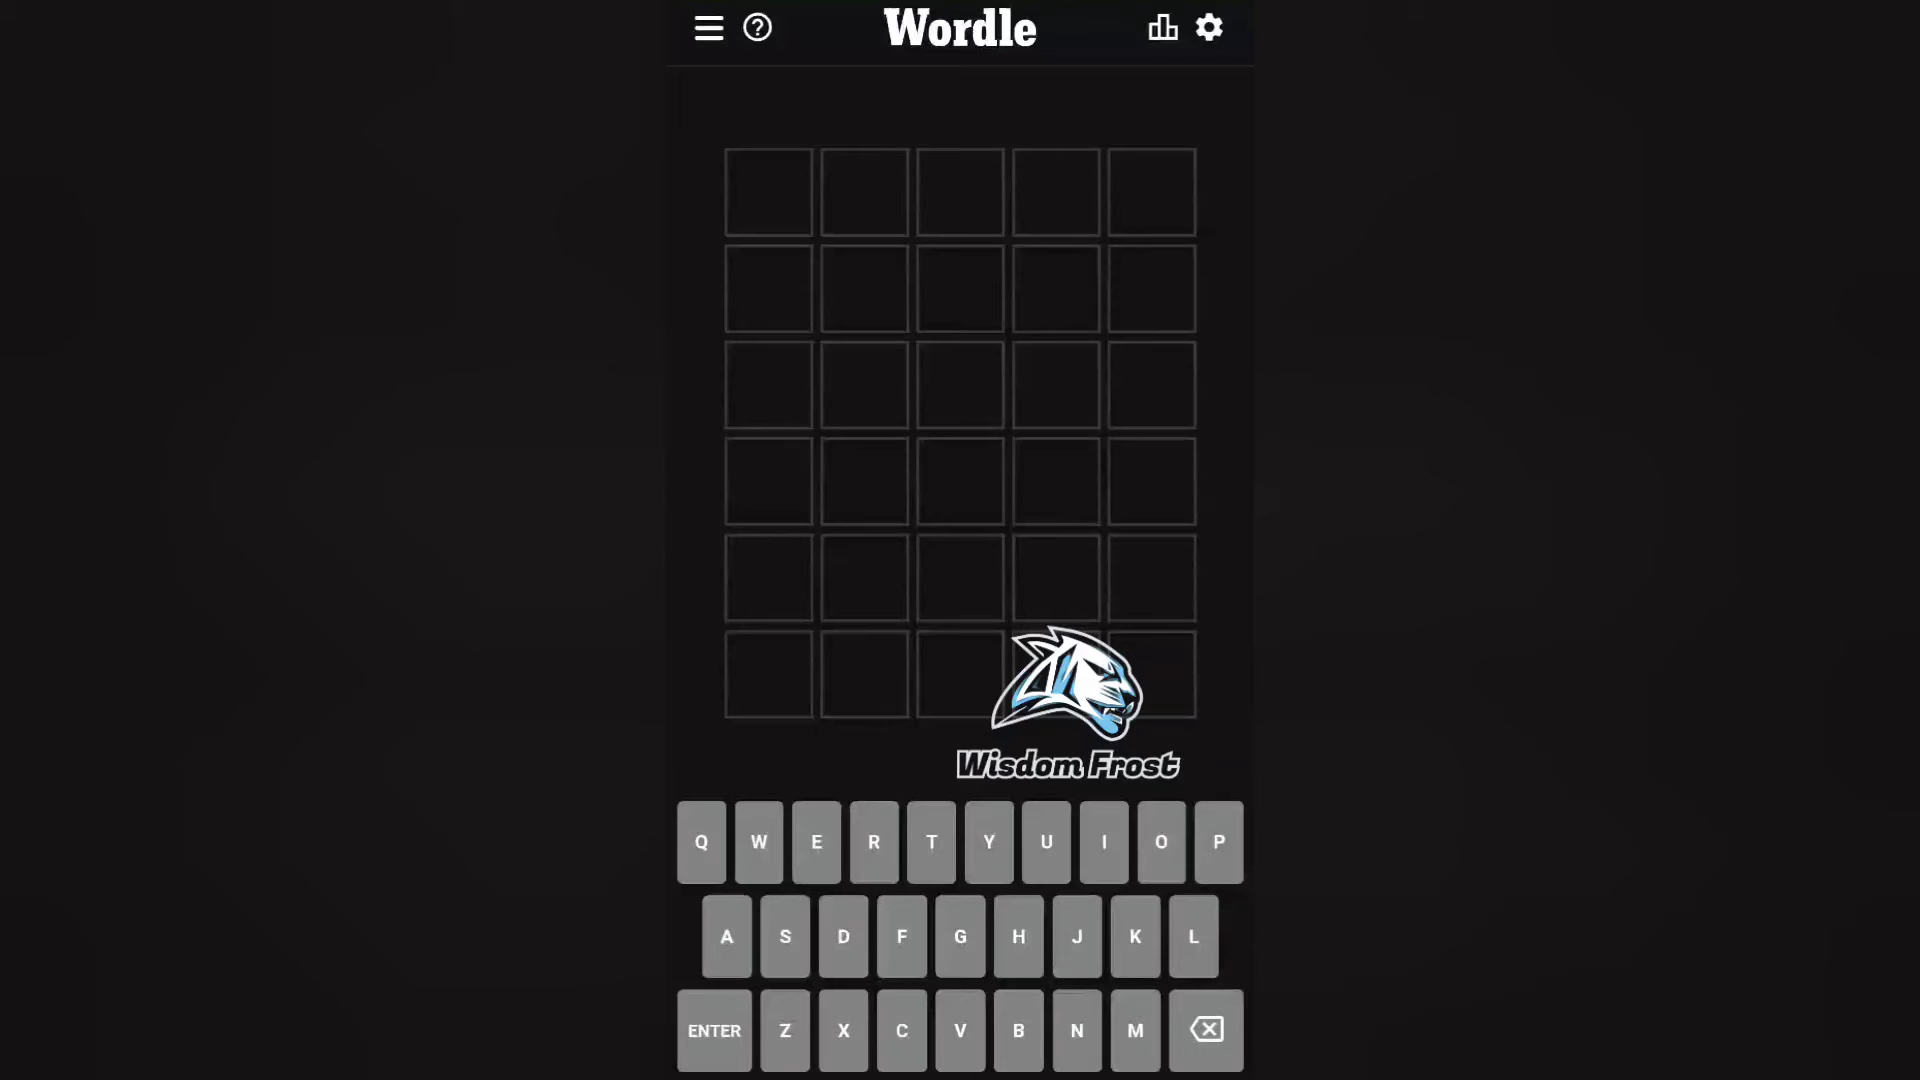 Wordle
Wisdom Frost
Q W E R T Y U I O P
A S D F G H J K L
ENTER Z X C V B N M